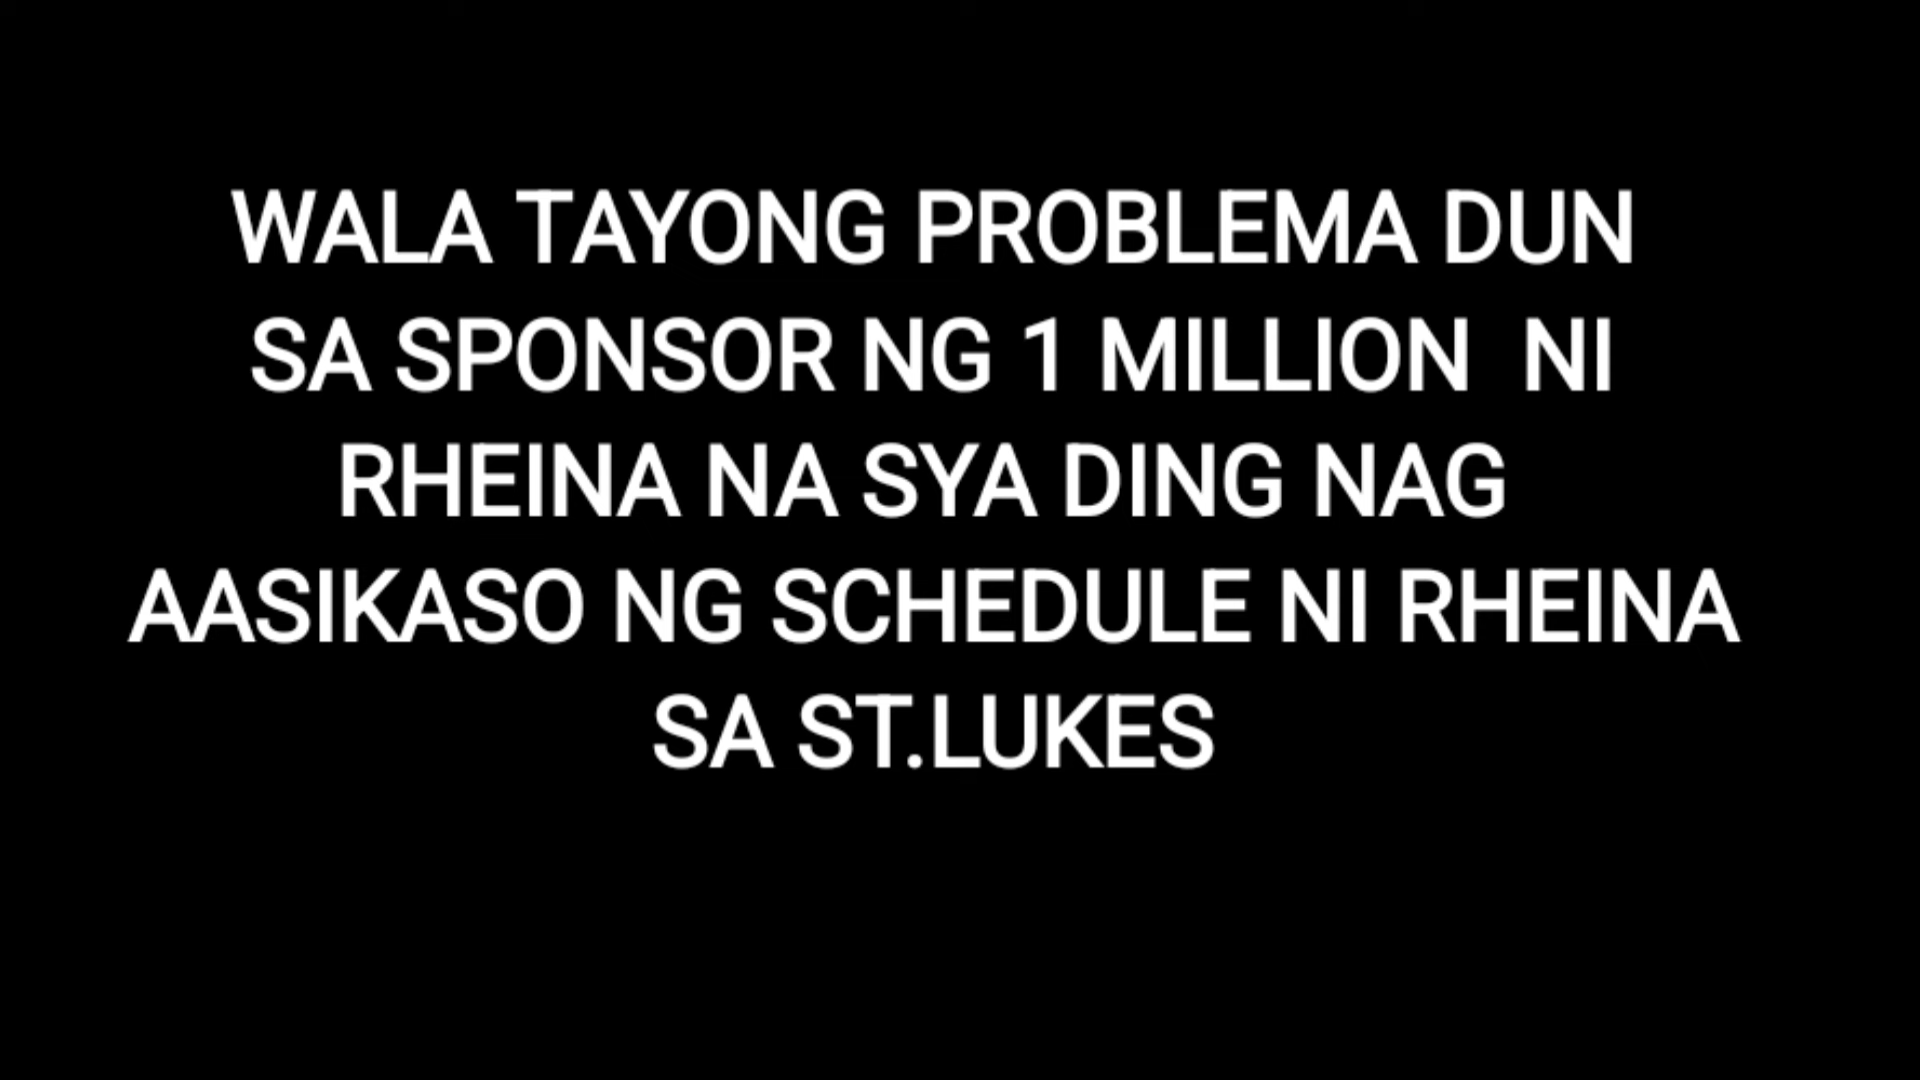 WALA TAYONG PROBLEMA DUN
SA SPONSOR NG 1 MILLION  NI
RHEINA NA SYA DING NAG
AASIKASO NG SCHEDULE NI RHEINA
SA ST.LUKES